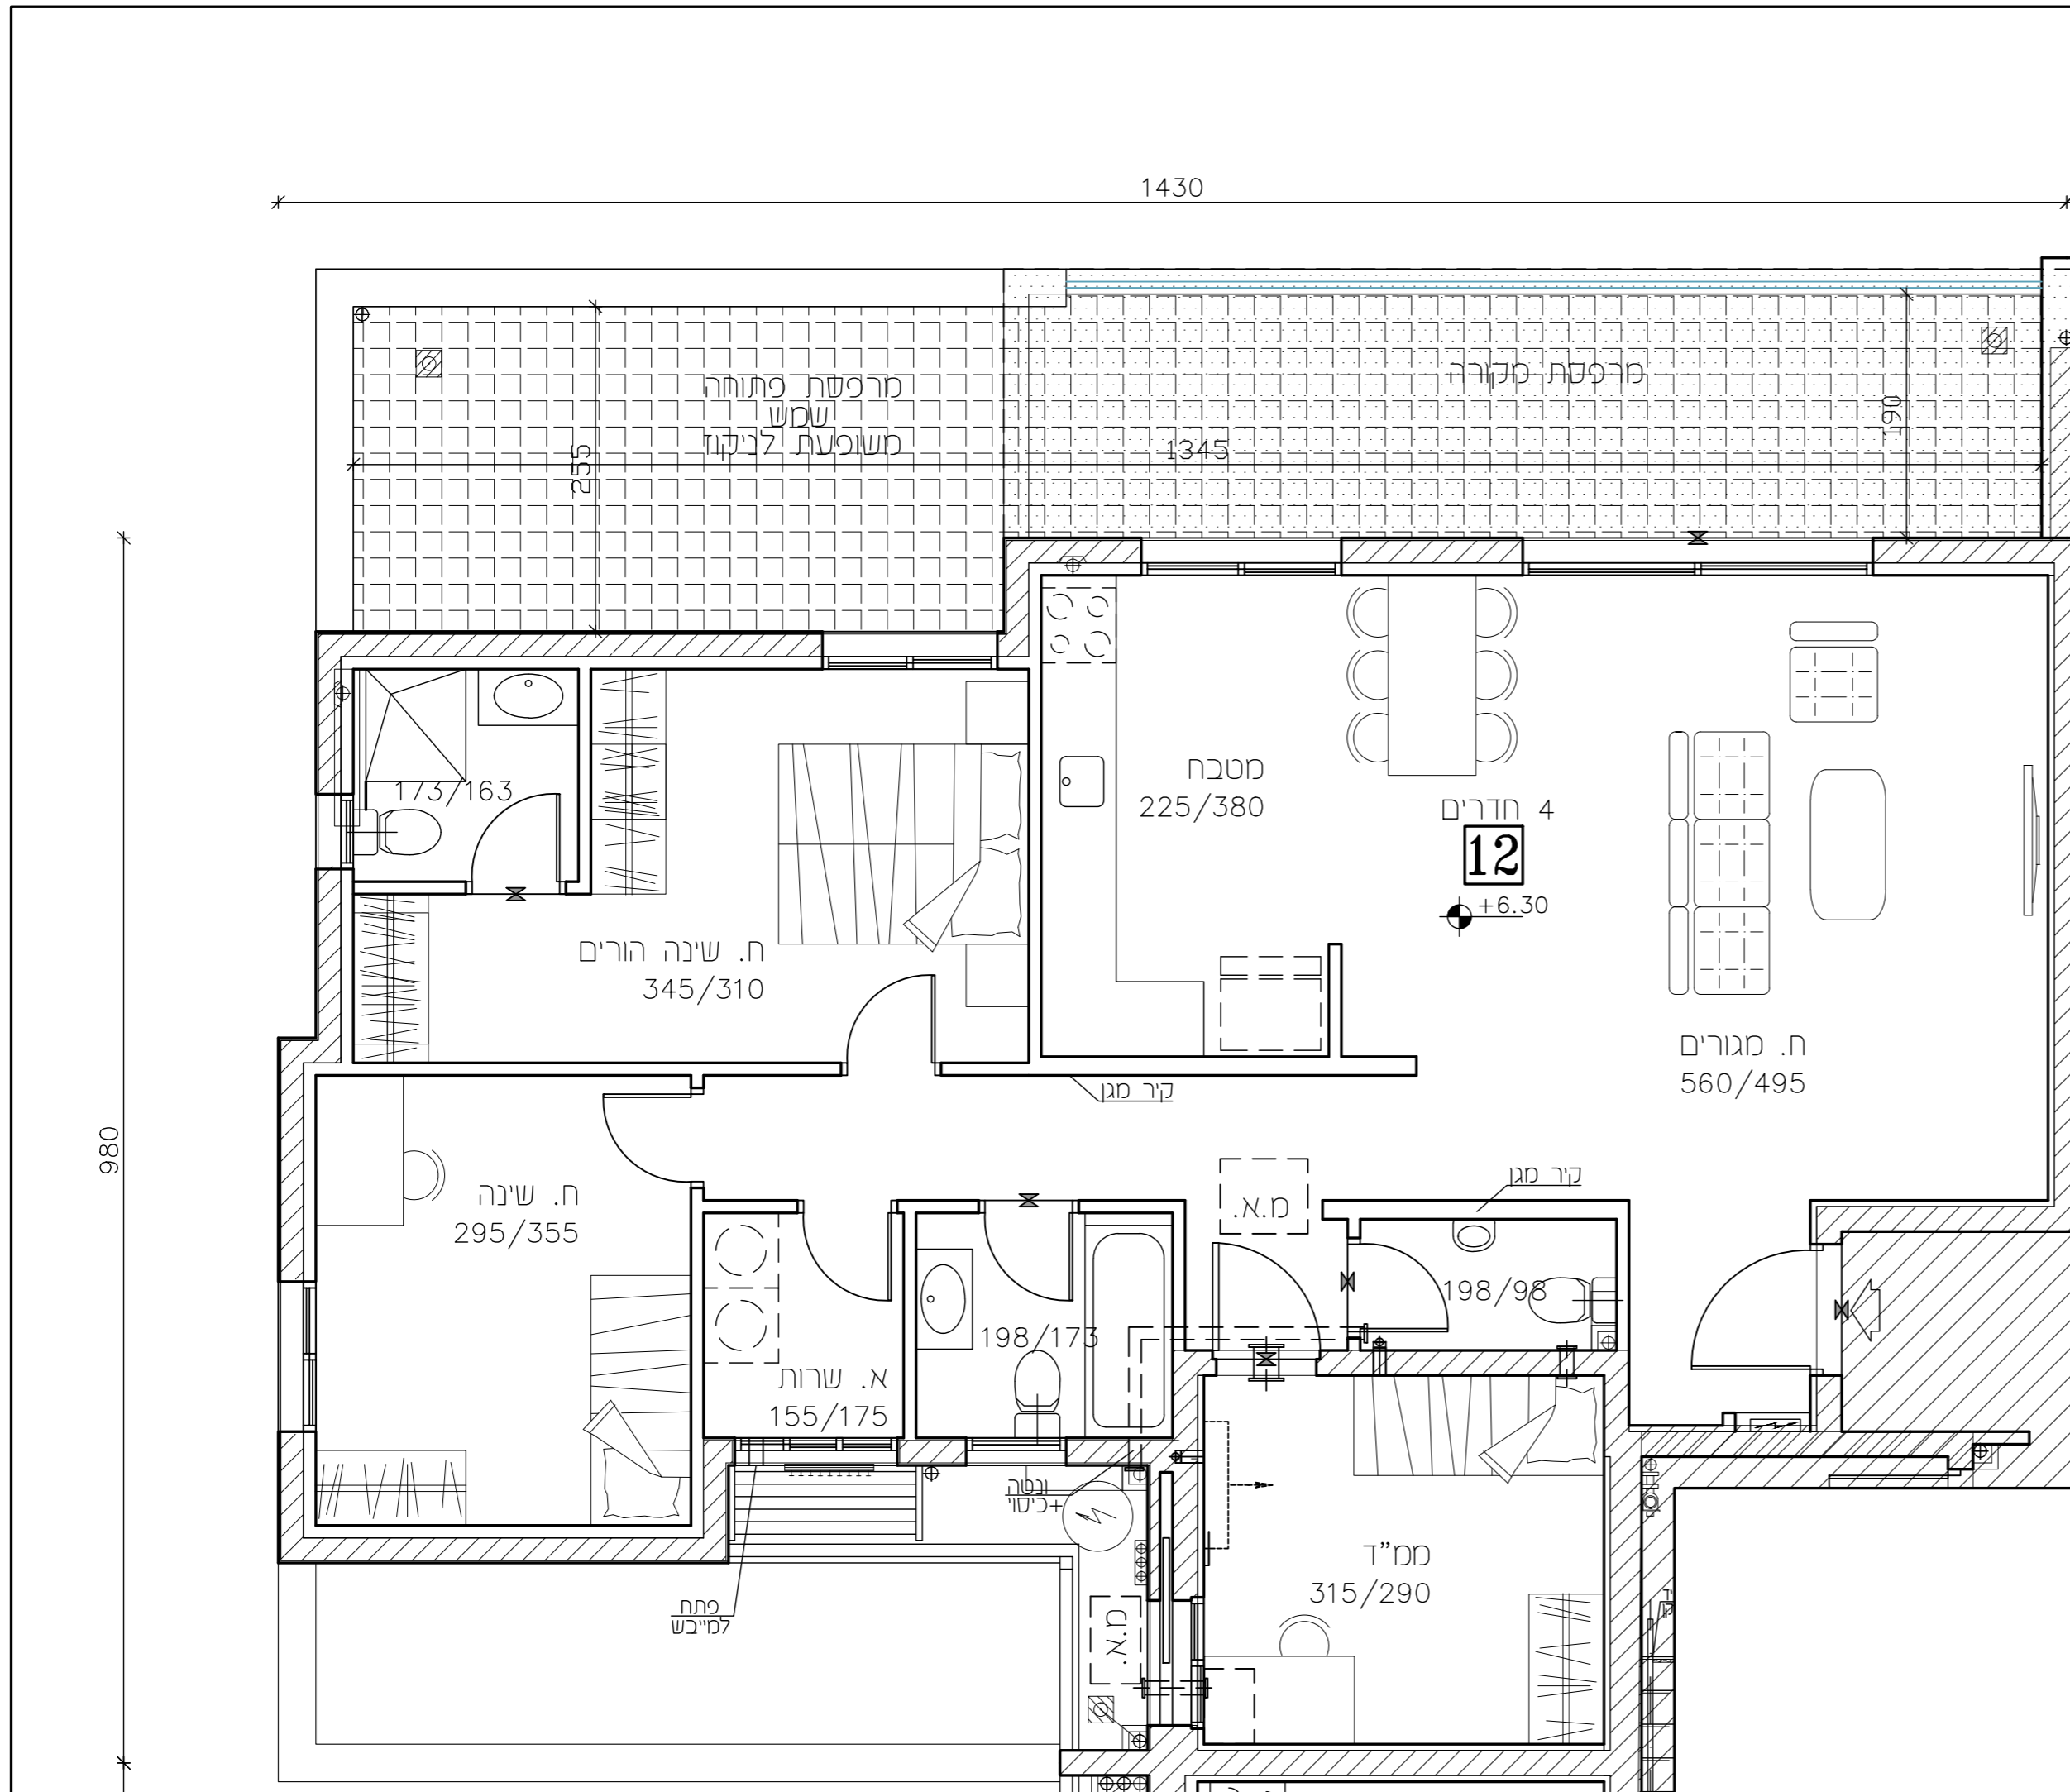 1430
מרפסת פתוחה
שמש
משופעת לניקוז
255
מרפסת מקורה
190
1345
980
173/163
ח. שינה הורים
345/310
מטבח
225/380
4 חדרים
12
+6.30
ח. מגורים
560/495
קיר מגן
ח. שינה
295/355
מ.א.
קיר מגן
198/98
198/173
א. שרות
155/175
ונטה
+כיסוי
ממ"ד
315/290
פתח
למייבש
מ.א.